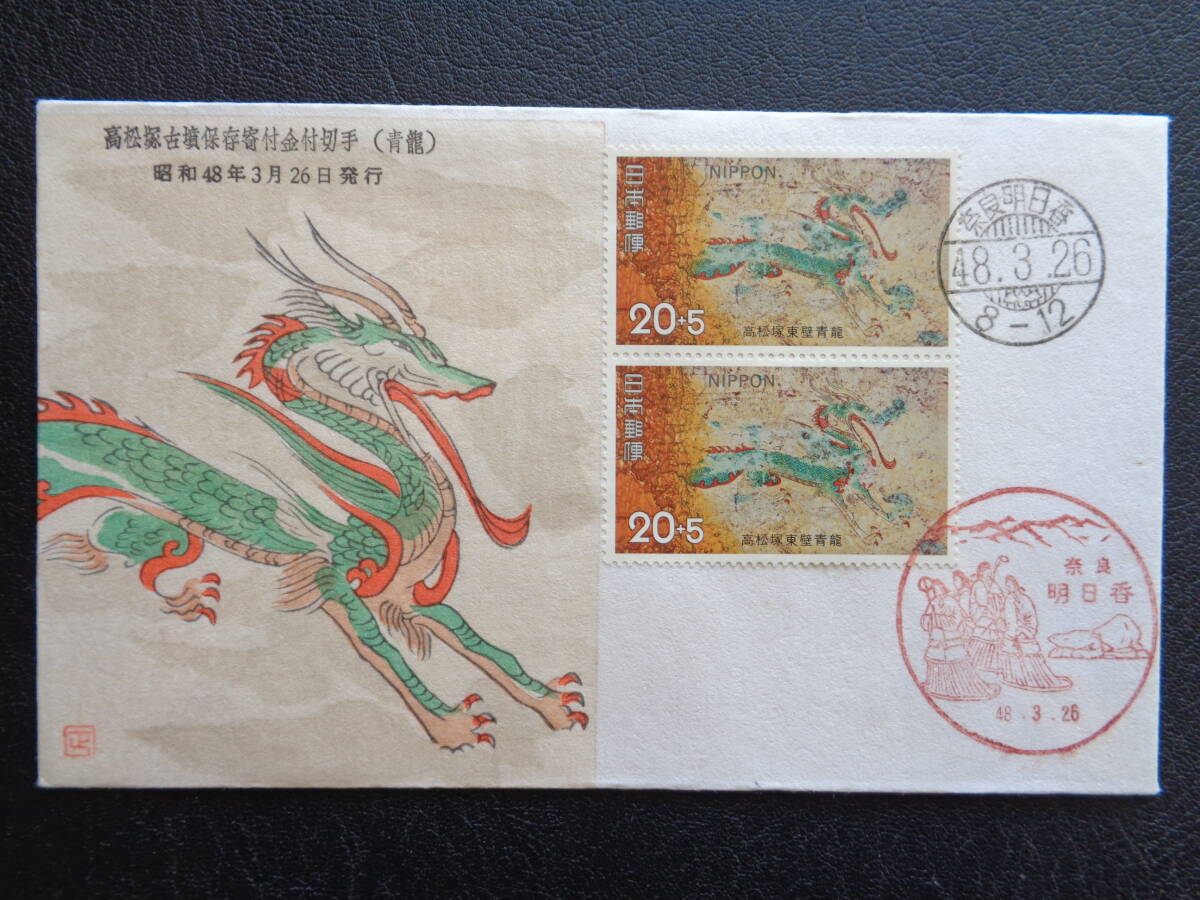 高松塚古墳保存寄付金付切手(青龍)
昭和48年3月26日発行
日本郵便
NIPPON
20+5
高松塚東壁青龍
日本郵便
NIPPON
20+5
高松塚東壁青龍
奈良明日香
48.3.26
8-12
奈良
明日香
48.3.26